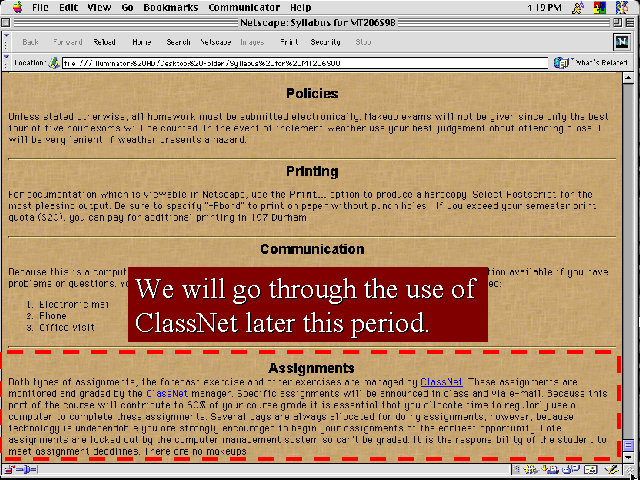 File Edit View Go Bookmarks Communicator Help 1:19 PM
Netscape: Syllabus for MT206S98
Back Forward Reload Home Search Netscape Images Print Security Stop
Location: What's Related
Policies
Unless stated otherwise, all homework must be submitted electronically. Makeup exams will not be given since only the best
four of five hour exams will be counted. In the event of inclement weather use your best judgement about attending class. I
will be very lenient if weather presents a hazard.
Printing
For documentation which is viewable in Netscape, use the Print... option to produce a hardcopy. Select Postscript for the
most pleasing output. Be sure to specify "-Pbond" to print on paper without punch holes. If you exceed your semester print
quota ($25), you can pay for additional printing in 197 Durham.
Communication
Because this is a comput ion available if you have
problems or questions, yo ed:
1. Electronic mail
2. Phone
3. Office visit
We will go through the use of
ClassNet later this period.
Assignments
Both types of assignments, the forecast exercise and other exercises are managed by ClassNet. These assignments are
monitored and graded by the ClassNet manager. Specific assignments will be announced in class and via e-mail. Because this
part of the course will contribute to 60% of your course grade it is essential that you allocate time to regularly use a
computer to complete these assignments. Several days are always allocated for doing assignments, however, because
technology is undependable you are strongly encouraged to begin your assignments at the earliest opportunity. Late
assignments are locked out by the computer management system so can't be graded. It is the responsibility of the student to
meet assignment deadlines. There are no makeups.